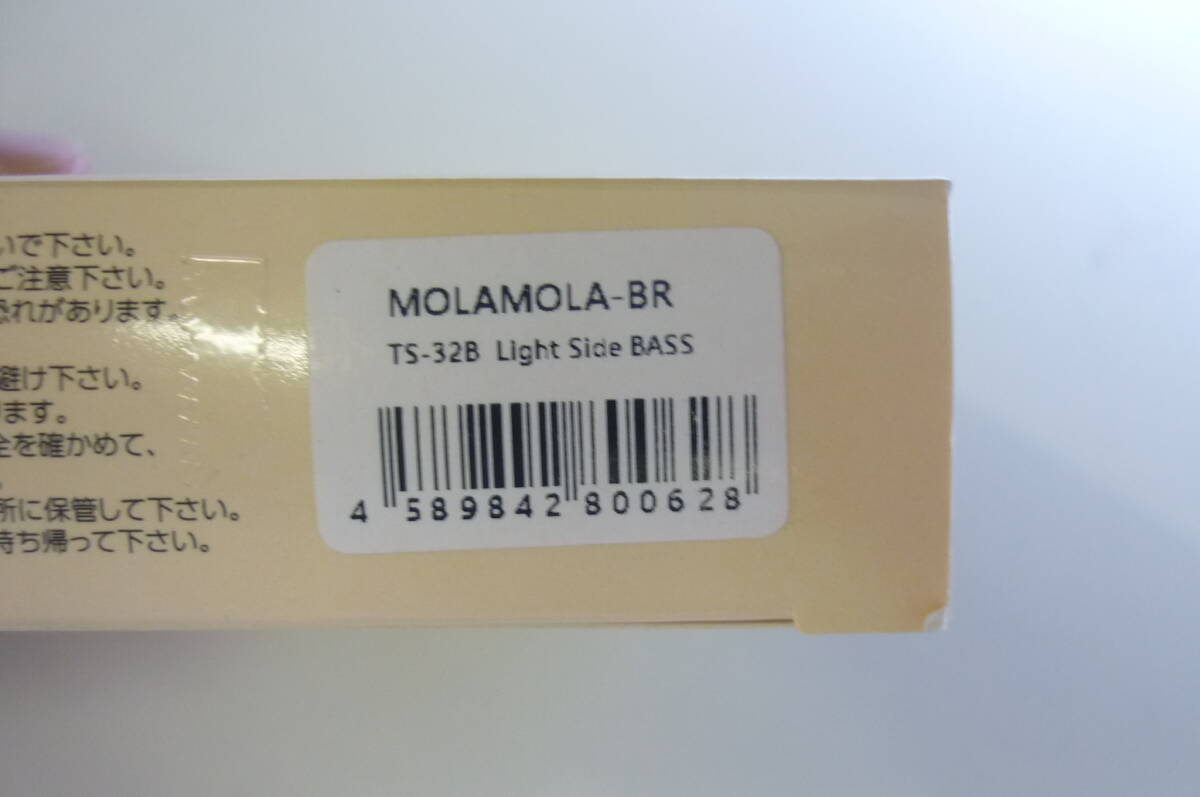 いで下さい。
ご注意下さい。
恐れがあります。
避け下さい。
ります。
全を確かめて、
所に保管して下さい。
持ち帰って下さい。
MOLAMOLA-BR
TS-32B Light Side BASS
4 589842 800628